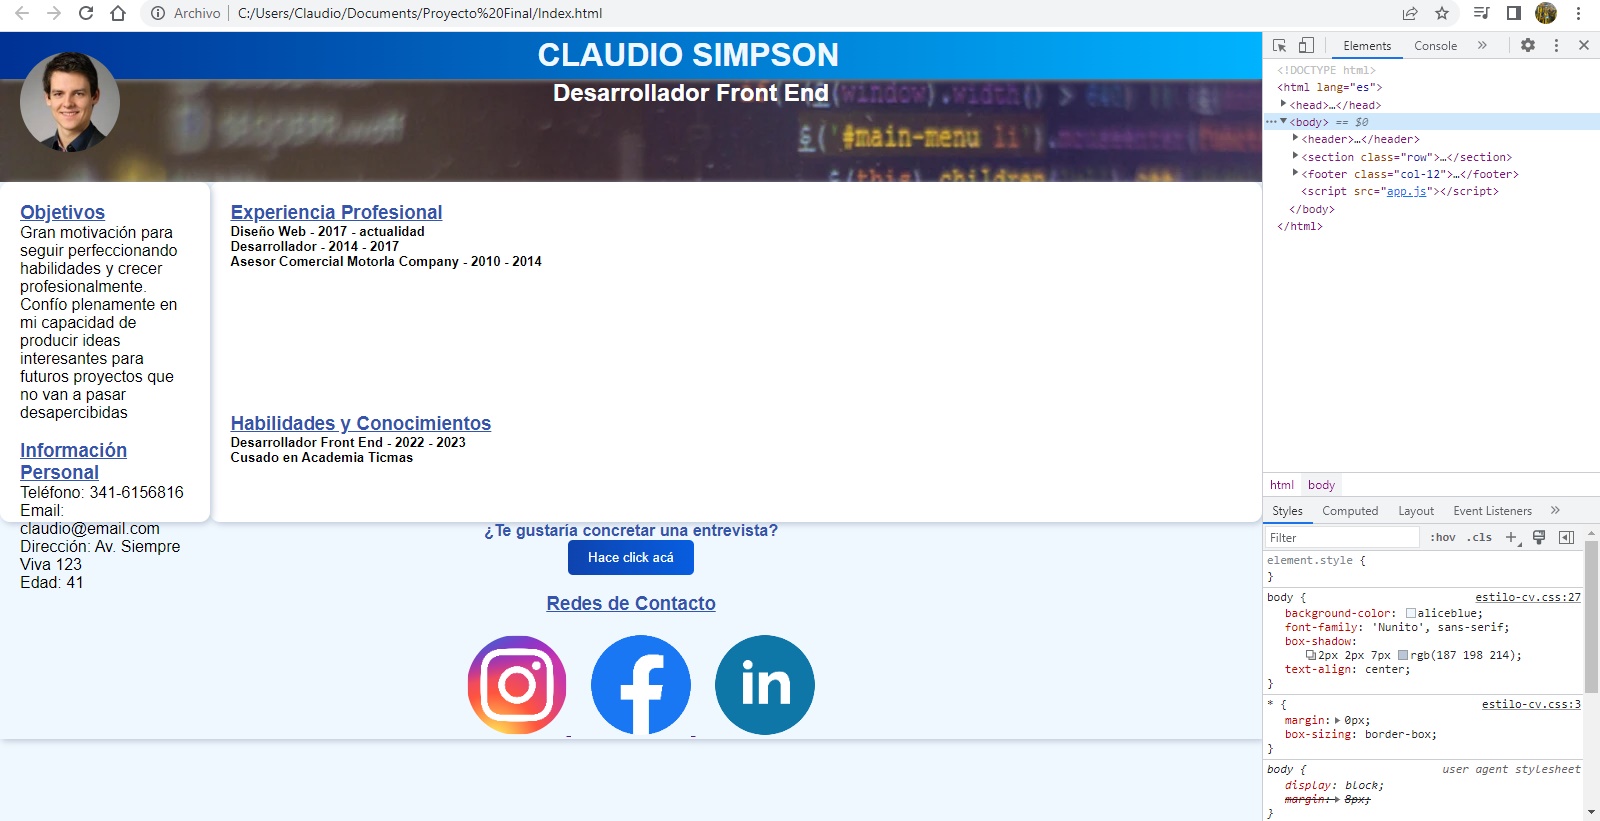 Archivo | C:/Users/Claudio/Documents/Proyecto%20Final/Index.html
CLAUDIO SIMPSON
Desarrollador Front End
$(window).width() >
$('#main-menu li').
$(this).children(
Objetivos
Gran motivación para
seguir perfeccionando
habilidades y crecer
profesionalmente.
Confío plenamente en
mi capacidad de
producir ideas
interesantes para
futuros proyectos que
no van a pasar
desapercibidas
Información
Personal
Teléfono: 341-6156816
Email:
claudio@email.com
Dirección: Av. Siempre
Viva 123
Edad: 41
Experiencia Profesional
Diseño Web - 2017 - actualidad
Desarrollador - 2014 - 2017
Asesor Comercial Motorla Company - 2010 - 2014
Habilidades y Conocimientos
Desarrollador Front End - 2022 - 2023
Cusado en Academia Ticmas
¿Te gustaría concretar una entrevista?
Hace click acá
Redes de Contacto
in
Elements Console »
<!DOCTYPE html>
<html lang="es">
<head>…</head>
<body> == $0
<header>…</header>
<section class="row">…</section>
<footer class="col-12">…</footer>
<script src="app.js"></script>
</body>
</html>
html body
Styles Computed Layout Event Listeners »
Filter :hov .cls +
element.style {
}
body { estilo-cv.css:27
background-color: aliceblue;
font-family: 'Nunito', sans-serif;
box-shadow:
2px 2px 7px rgb(187 198 214);
text-align: center;
}
* { estilo-cv.css:3
margin: 0px;
box-sizing: border-box;
}
body { user agent stylesheet
display: block;
margin: 8px;
}